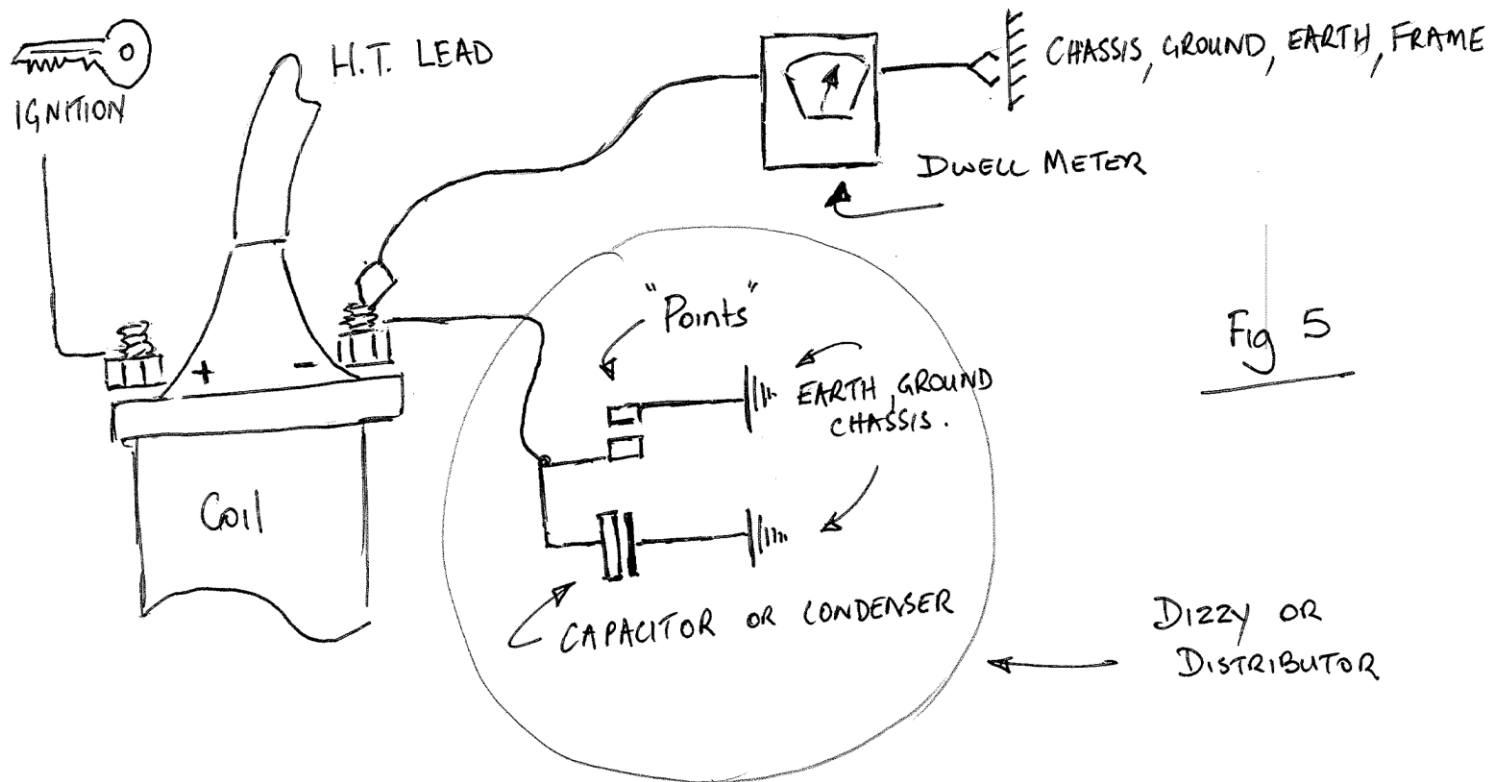 H.T. LEAD
IGNITION
CHASSIS, GROUND, EARTH, FRAME
DWELL METER
"Points"
+ -
EARTH, GROUND
CHASSIS.
Fig 5
Coil
CAPACITOR OR CONDENSER
DIZZY OR
DISTRIBUTOR